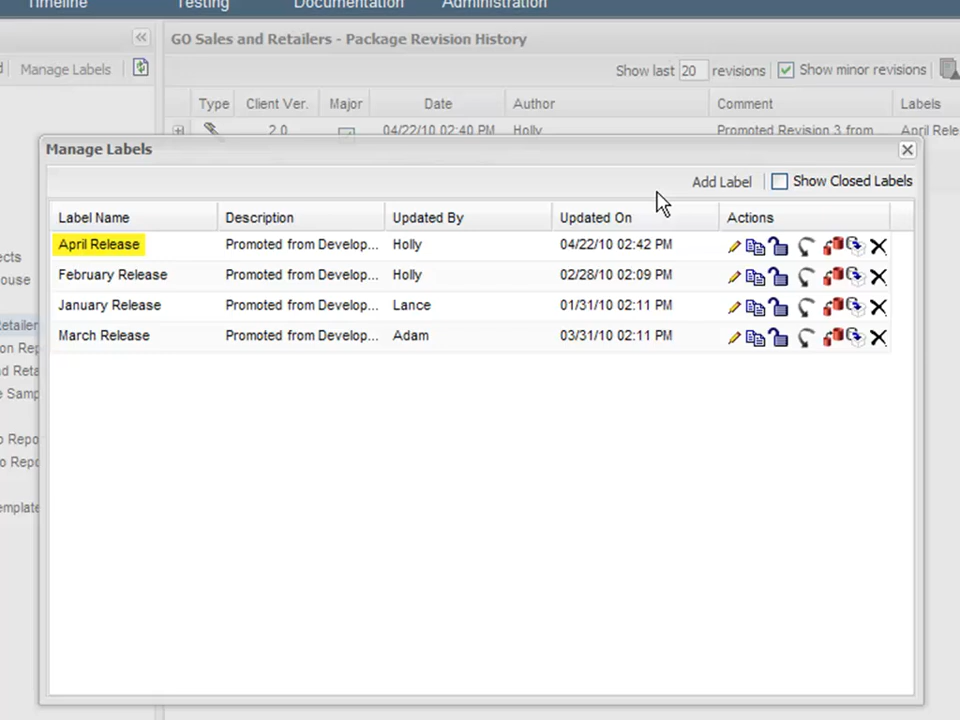 Timeline Testing Documentation Administration
GO Sales and Retailers - Package Revision History
Manage Labels
Show last 20 revisions Show minor revisions
Type Client Ver. Major Date Author Comment Labels
2.0 04/22/10 02:40 PM Holly Promoted Revision 3 from April Rele
Manage Labels
Add Label Show Closed Labels
Label Name Description Updated By Updated On Actions
April Release Promoted from Develop... Holly 04/22/10 02:42 PM
February Release Promoted from Develop... Holly 02/28/10 02:09 PM
January Release Promoted from Develop... Lance 01/31/10 02:11 PM
March Release Promoted from Develop... Adam 03/31/10 02:11 PM
ects
ouse
etailer
on Rep
nd Reta
e Samp
o Repo
o Repo
emplate